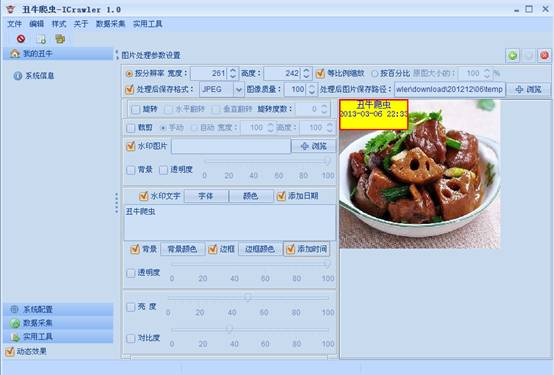 丑牛爬虫-ICrawler 1.0
文件 编辑 样式 关于 数据采集 实用工具
我的丑牛
系统信息
系统配置
数据采集
实用工具
动态效果
图片处理参数设置
按分辨率 宽度： 261 高度： 242 等比例缩放 按百分比 原图大小的： 100 %
处理后保存格式： JPEG 图像质量： 100 处理后图片保存路径： wler\download\201212\06\temp 浏览
旋转 水平翻转 垂直翻转 旋转度数： 0
裁剪 手动 自动 宽度： 100 高度： 100
水印图片 浏览
背景 透明度
0 20 40 60 80 100
水印文字 字体 颜色 添加日期
丑牛爬虫
背景 背景颜色 边框 边框颜色 添加时间
透明度
0 20 40 60 80 100
亮 度
0 20 40 60 80 100
对比度
0 20 40 60 80 100
丑牛爬虫
2013-03-06 22:33